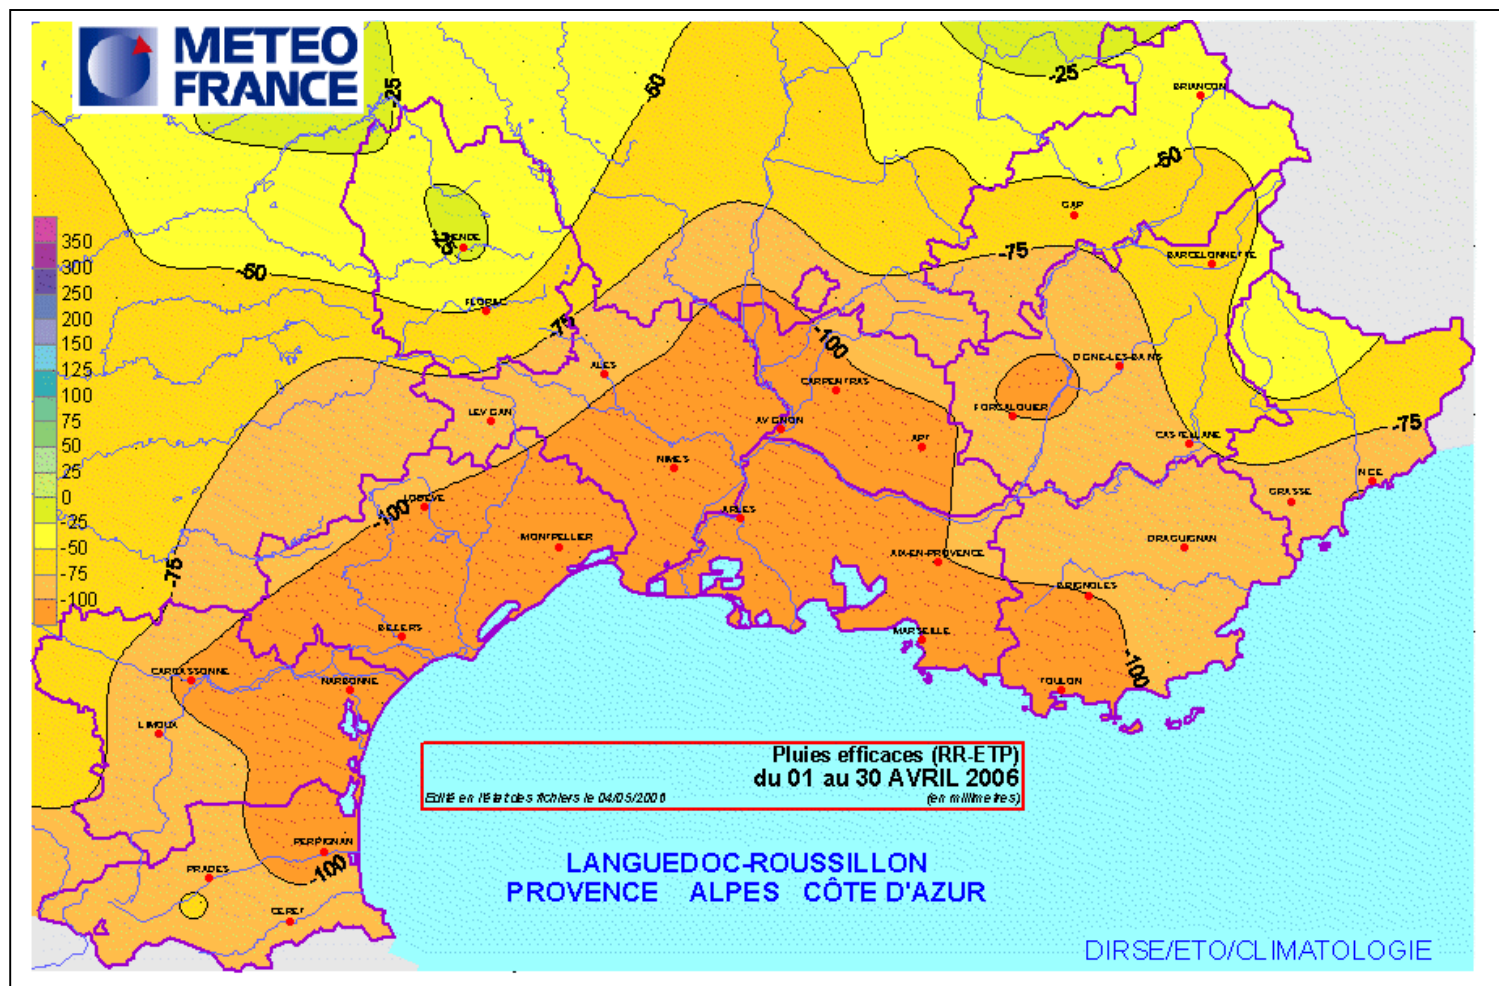 METEO
FRANCE
-25
-50
-25
BRIANCON
-50
GAP
MENDE
-25
-50
-75
BARCELONNETTE
FLORAC
-75
-100
350
300
250
200
150
125
100
75
50
25
0
-25
-50
-75
-100
ALES
DIGNE-LES-BAINS
CARPENTRAS
LE VIGAN
FORCALQUIER
AVIGNON
-75
APT
CASTELLANE
NIMES
NICE
GRASSE
LODEVE
-100
ARLES
MONTPELLIER
DRAGUIGNAN
AIX-EN-PROVENCE
-75
BRIGNOLES
BEZIERS
MARSEILLE
-100
CARCASSONNE
NARBONNE
TOULON
LIMOUX
Pluies efficaces (RR-ETP)
du 01 au 30 AVRIL 2006
Edité en l'état des fichiers le 04/05/2006
(en millimetres)
PERPIGNAN
-100
PRADES
CERET
LANGUEDOC-ROUSSILLON
PROVENCE ALPES CÔTE D'AZUR
DIRSE/ETO/CLIMATOLOGIE